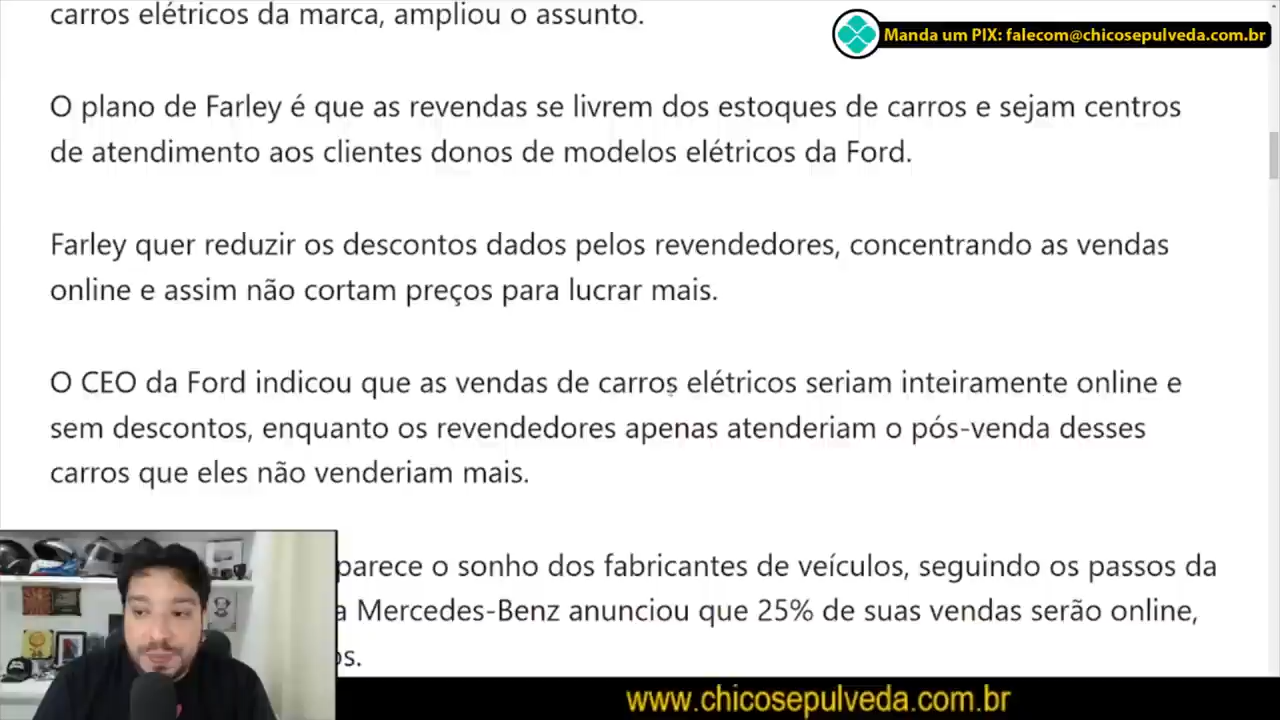 carros elétricos da marca, ampliou o assunto.
Manda um PIX: falecom@chicosepulveda.com.br
O plano de Farley é que as revendas se livrem dos estoques de carros e sejam centros
de atendimento aos clientes donos de modelos elétricos da Ford.
Farley quer reduzir os descontos dados pelos revendedores, concentrando as vendas
online e assim não cortam preços para lucrar mais.
O CEO da Ford indicou que as vendas de carros elétricos seriam inteiramente online e
sem descontos, enquanto os revendedores apenas atenderiam o pós-venda desses
carros que eles não venderiam mais.
parece o sonho dos fabricantes de veículos, seguindo os passos da
a Mercedes-Benz anunciou que 25% de suas vendas serão online,
os.
www.chicosepulveda.com.br